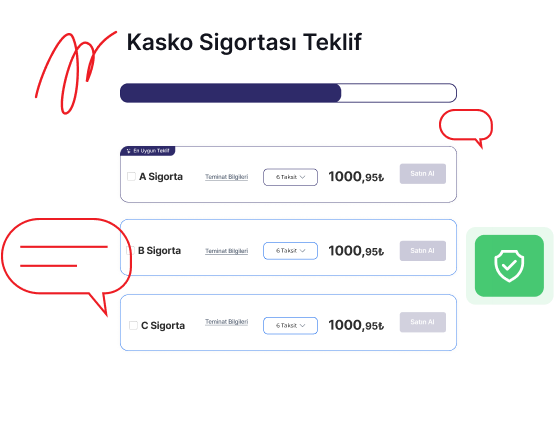 Kasko Sigortası Teklif
En Uygun Teklif
A Sigorta Teminat Bilgileri 6 Taksit 1000,95₺ Satın Al
B Sigorta Teminat Bilgileri 6 Taksit 1000,95₺ Satın Al
C Sigorta Teminat Bilgileri 6 Taksit 1000,95₺ Satın Al